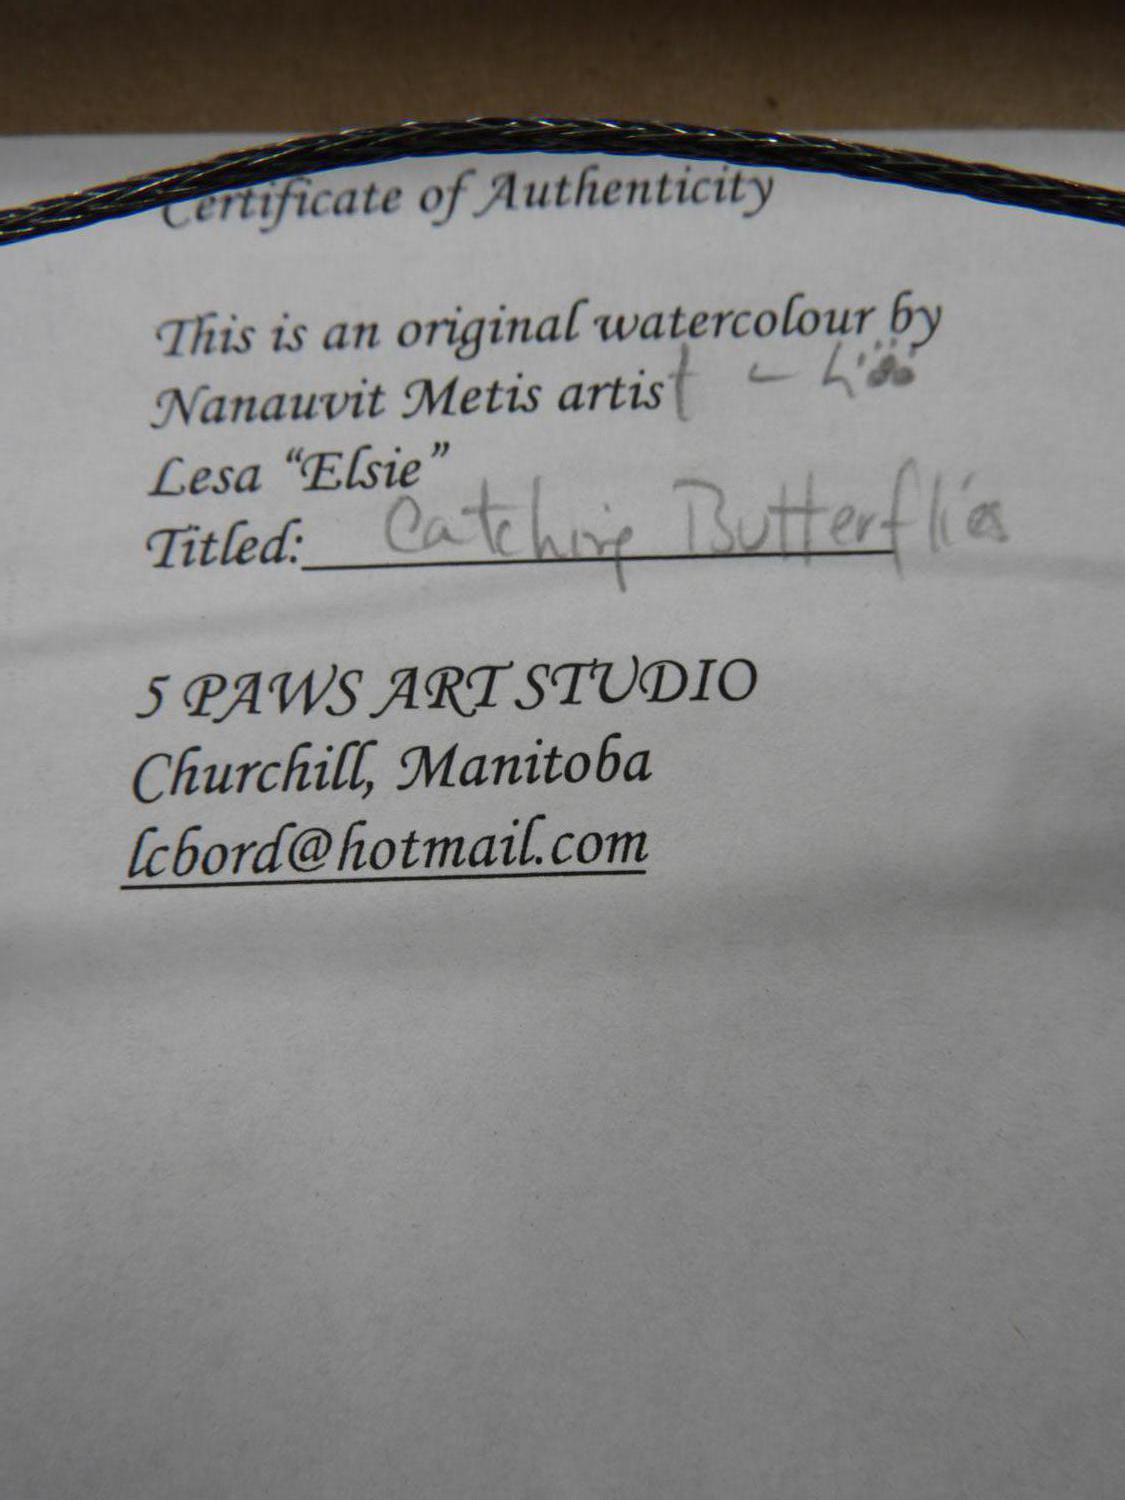 Certificate of Authenticity
This is an original watercolour by
Nanauvit Metis artist
Lesa "Elsie"
Titled: Catching Butterflies
5 PAWS ART STUDIO
Churchill, Manitoba
lcbord@hotmail.com